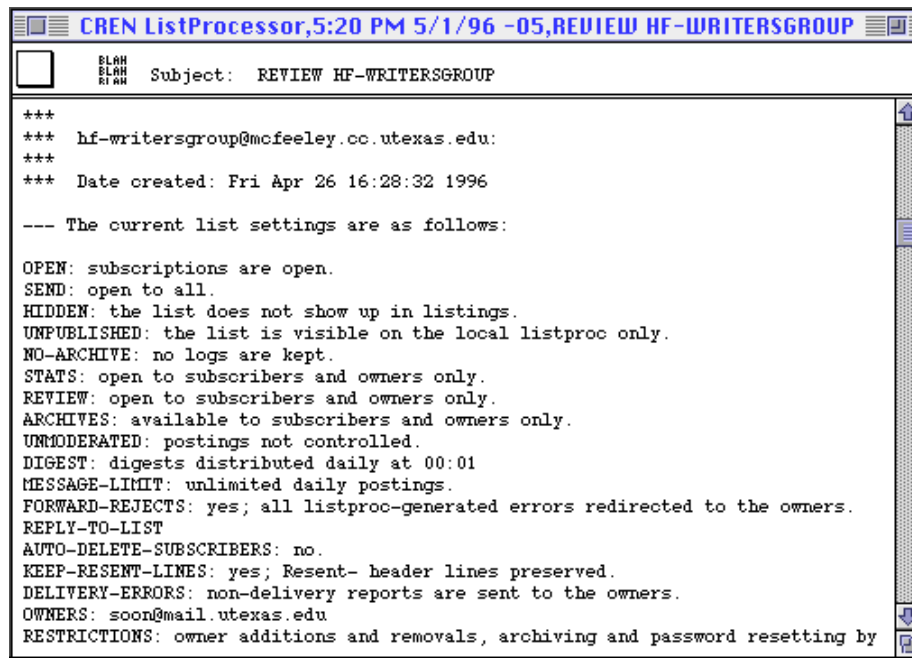 CREN ListProcessor,5:20 PM 5/1/96 -05,REVIEW HF-WRITERSGROUP
BLAH
BLAH
BLAH
Subject: REVIEW HF-WRITERSGROUP
***
*** hf-writersgroup@mcfeeley.cc.utexas.edu:
***
*** Date created: Fri Apr 26 16:28:32 1996
--- The current list settings are as follows:
OPEN: subscriptions are open.
SEND: open to all.
HIDDEN: the list does not show up in listings.
UNPUBLISHED: the list is visible on the local listproc only.
NO-ARCHIVE: no logs are kept.
STATS: open to subscribers and owners only.
REVIEW: open to subscribers and owners only.
ARCHIVES: available to subscribers and owners only.
UNMODERATED: postings not controlled.
DIGEST: digests distributed daily at 00:01
MESSAGE-LIMIT: unlimited daily postings.
FORWARD-REJECTS: yes; all listproc-generated errors redirected to the owners.
REPLY-TO-LIST
AUTO-DELETE-SUBSCRIBERS: no.
KEEP-RESENT-LINES: yes; Resent- header lines preserved.
DELIVERY-ERRORS: non-delivery reports are sent to the owners.
OWNERS: soon@mail.utexas.edu
RESTRICTIONS: owner additions and removals, archiving and password resetting by